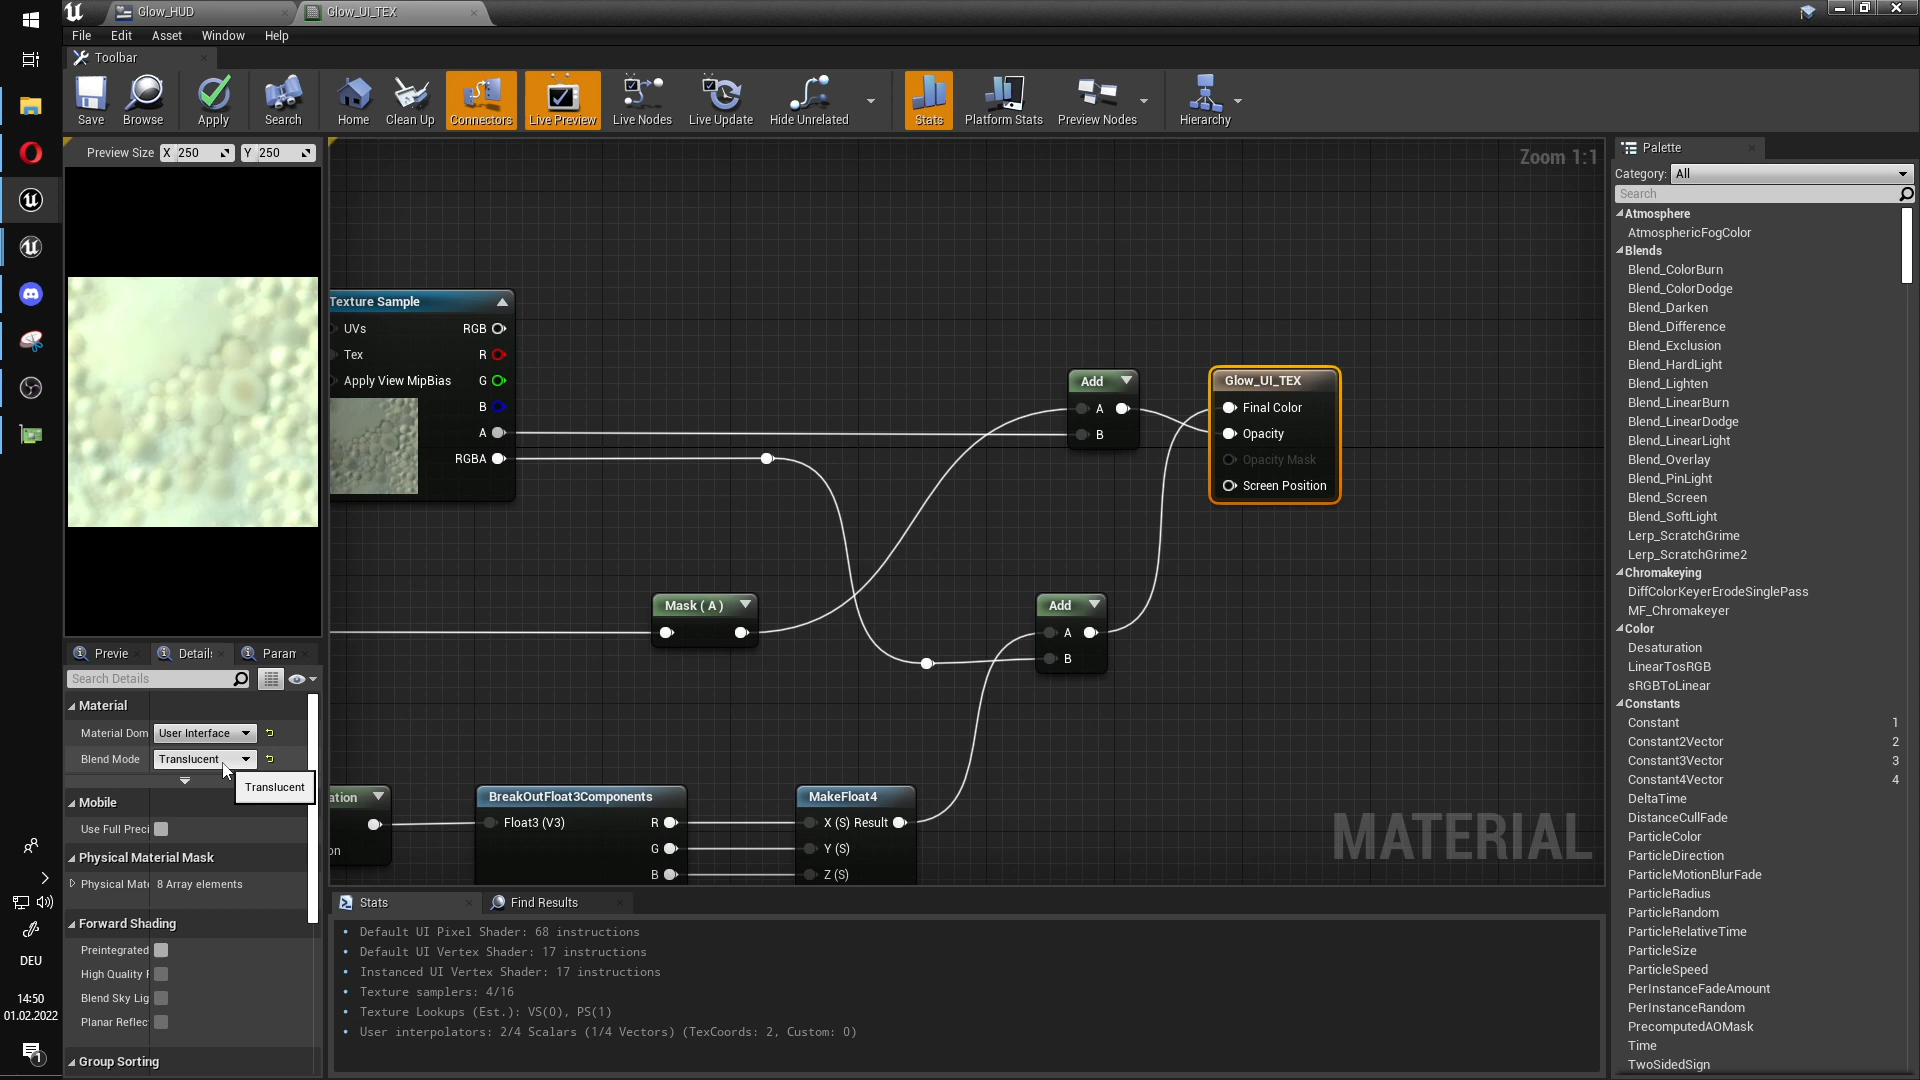 Glow_HUD
Glow_UI_TEX
File Edit Asset Window Help
Toolbar
Save Browse Apply Search Home Clean Up Connectors Live Preview Live Nodes Live Update Hide Unrelated Stats Platform Stats Preview Nodes Hierarchy
Preview Size X 250 Y 250
Zoom 1:1
Texture Sample
UVs RGB
Tex R
Apply View MipBias G
B
A
RGBA
Add
A
B
Glow_UI_TEX
Final Color
Opacity
Opacity Mask
Screen Position
Mask ( A )
Add
A
B
ation
on
BreakOutFloat3Components
Float3 (V3) R
G
B
MakeFloat4
X (S) Result
Y (S)
Z (S)
MATERIAL
Previe Details Param
Search Details
Material
Material Dom User Interface
Blend Mode Translucent
Translucent
Mobile
Use Full Preci
Physical Material Mask
Physical Mate 8 Array elements
Forward Shading
Preintegrated
High Quality R
Blend Sky Lig
Planar Reflec
Group Sorting
Stats
Find Results
• Default UI Pixel Shader: 68 instructions
• Default UI Vertex Shader: 17 instructions
• Instanced UI Vertex Shader: 17 instructions
• Texture samplers: 4/16
• Texture Lookups (Est.): VS(0), PS(1)
• User interpolators: 2/4 Scalars (1/4 Vectors) (TexCoords: 2, Custom: 0)
Palette
Category: All
Search
Atmosphere
AtmosphericFogColor
Blends
Blend_ColorBurn
Blend_ColorDodge
Blend_Darken
Blend_Difference
Blend_Exclusion
Blend_HardLight
Blend_Lighten
Blend_LinearBurn
Blend_LinearDodge
Blend_LinearLight
Blend_Overlay
Blend_PinLight
Blend_Screen
Blend_SoftLight
Lerp_ScratchGrime
Lerp_ScratchGrime2
Chromakeying
DiffColorKeyerErodeSinglePass
MF_Chromakeyer
Color
Desaturation
LinearTosRGB
sRGBToLinear
Constants
Constant 1
Constant2Vector 2
Constant3Vector 3
Constant4Vector 4
DeltaTime
DistanceCullFade
ParticleColor
ParticleDirection
ParticleMotionBlurFade
ParticleRadius
ParticleRandom
ParticleRelativeTime
ParticleSize
ParticleSpeed
PerInstanceFadeAmount
PerInstanceRandom
PrecomputedAOMask
Time
TwoSidedSign
DEU
14:50
01.02.2022
1